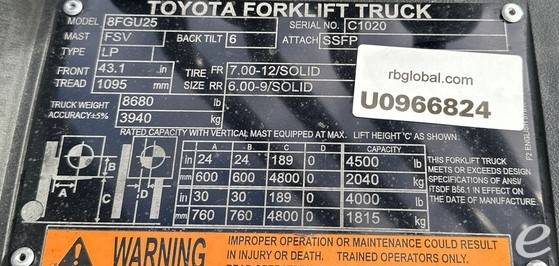 TOYOTA FORKLIFT TRUCK
MODEL 8FGU25 SERIAL NO. C1020
MAST FSV BACK TILT 6 ATTACH SSFP
TYPE LP
FRONT TREAD 43.1 in TIRE SIZE FR 7.00-12/SOLID
1095 mm RR 6.00-9/SOLID
TRUCK WEIGHT ACCURACY±5% 8680 lb
3940 kg
rbglobal.com
U0966824
RATED CAPACITY WITH VERTICAL MAST EQUIPPED AT MAX. LIFT HEIGHT 'C' AS SHOWN:
A B C D CAPACITY
in 24 24 189 0 4500 lb
mm 600 600 4800 0 2040 kg
in 30 30 189 0 4000 lb
mm 760 760 4800 0 1815 kg
B
A
D
C
THIS FORKLIFT TRUCK
MEETS OR EXCEEDS DESIGN
SPECIFICATIONS OF ANSI
ITSDF B56.1 IN EFFECT ON
THE DATE OF MANUFACTURE.
WARNING
IMPROPER OPERATION OR MAINTENANCE COULD RESULT
IN INJURY OR DEATH. TRAINED OPERATORS ONLY.
e